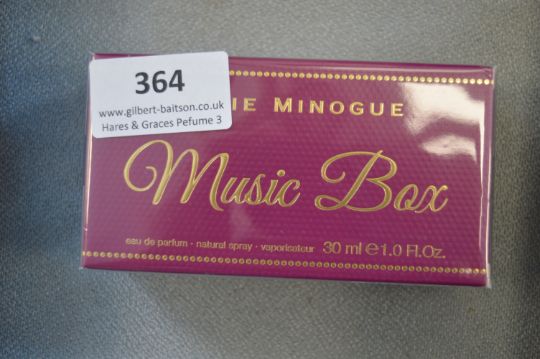 364
www.gilbert-baitson.co.uk
Hares & Graces Pefume 3
IE MINOGUE
Music Box
eau de parfum - natural spray - vaporisateur 30 ml e 1.0 Fl.Oz.